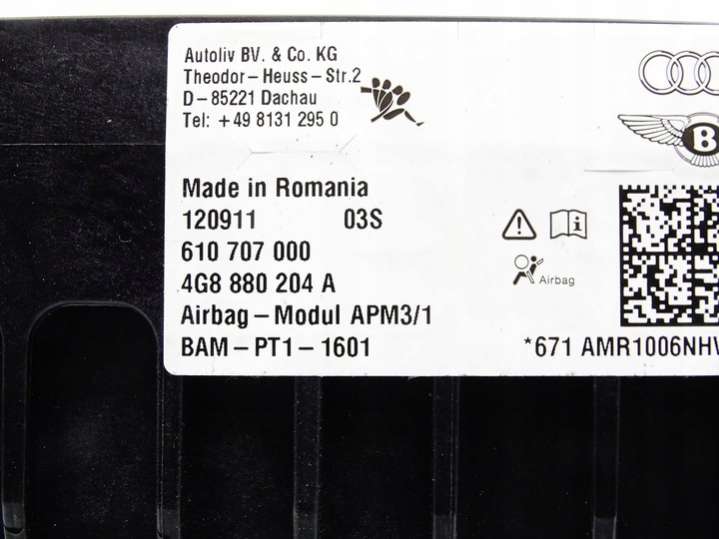 Autoliv BV. & Co. KG
Theodor-Heuss-Str.2
D-85221 Dachau
Tel: +49 8131 295 0
B
Made in Romania
120911 03S
610 707 000
4G8 880 204 A
Airbag
Airbag-Modul APM3/1
BAM-PT1-1601 *671 AMR1006NHV